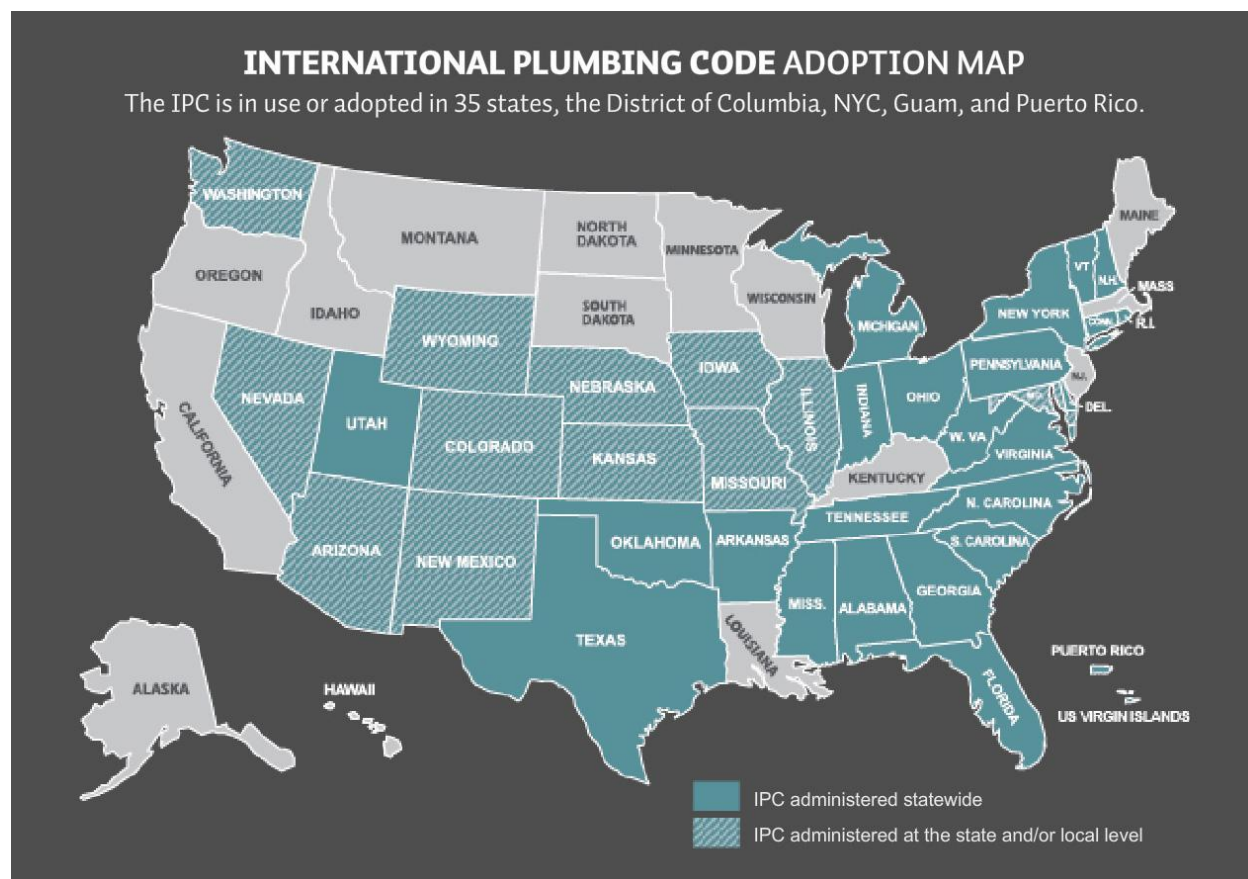 INTERNATIONAL PLUMBING CODE ADOPTION MAP
The IPC is in use or adopted in 35 states, the District of Columbia, NYC, Guam, and Puerto Rico.
WASHINGTON
MONTANA
NORTH
DAKOTA
MINNESOTA
MAINE
OREGON
IDAHO
SOUTH
DAKOTA
WISCONSIN
VT
N.H.
MASS
WYOMING
MICHIGAN
NEW YORK
CONN.
R.I.
NEVADA
UTAH
NEBRASKA
IOWA
PENNSYLVANIA
N.J.
CALIFORNIA
COLORADO
KANSAS
MISSOURI
ILLINOIS
INDIANA
OHIO
MD.
DEL.
W. VA
VIRGINIA
KENTUCKY
ARIZONA
NEW MEXICO
OKLAHOMA
ARKANSAS
TENNESSEE
N. CAROLINA
S. CAROLINA
TEXAS
LOUISIANA
MISS.
ALABAMA
GEORGIA
FLORIDA
ALASKA
HAWAII
PUERTO RICO
US VIRGIN ISLANDS
IPC administered statewide
IPC administered at the state and/or local level